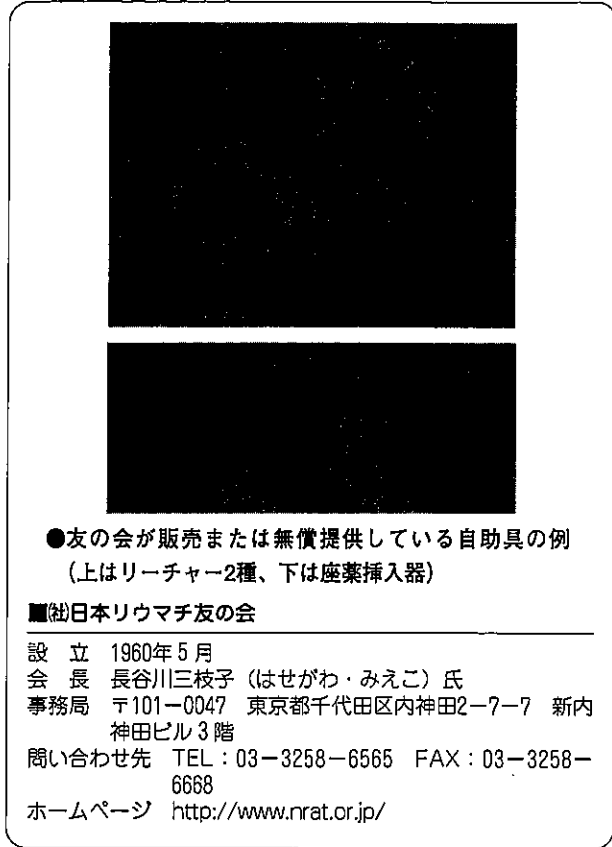 ●友の会が販売または無償提供している自助具の例
(上はリーチャー2種、下は座薬挿入器)
■㈳日本リウマチ友の会
設 立 1960年5月
会 長 長谷川三枝子(はせがわ・みえこ)氏
事務局 〒101-0047 東京都千代田区内神田2-7-7 新内
神田ビル3階
問い合わせ先 TEL:03-3258-6565 FAX:03-3258-
6668
ホームページ http://www.nrat.or.jp/